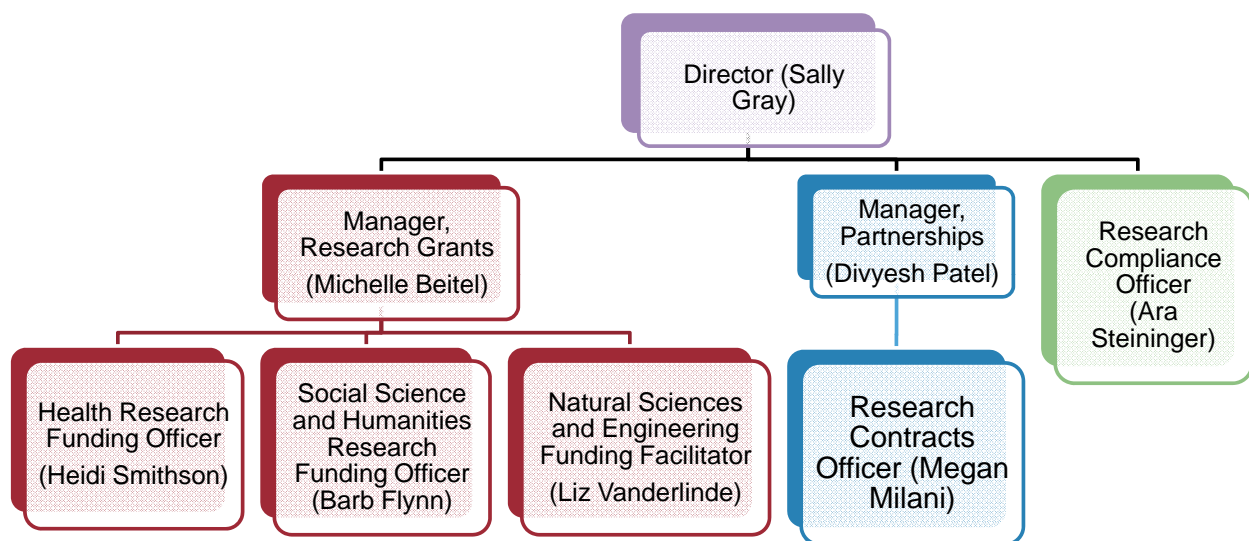 Director (Sally
Gray)
Manager,
Research Grants
(Michelle Beitel)
Manager,
Partnerships
(Divyesh Patel)
Research
Compliance
Officer
(Ara
Steininger)
Health Research
Funding Officer
(Heidi Smithson)
Social Science
and Humanities
Research
Funding Officer
(Barb Flynn)
Natural Sciences
and Engineering
Funding Facilitator
(Liz Vanderlinde)
Research
Contracts
Officer (Megan
Milani)